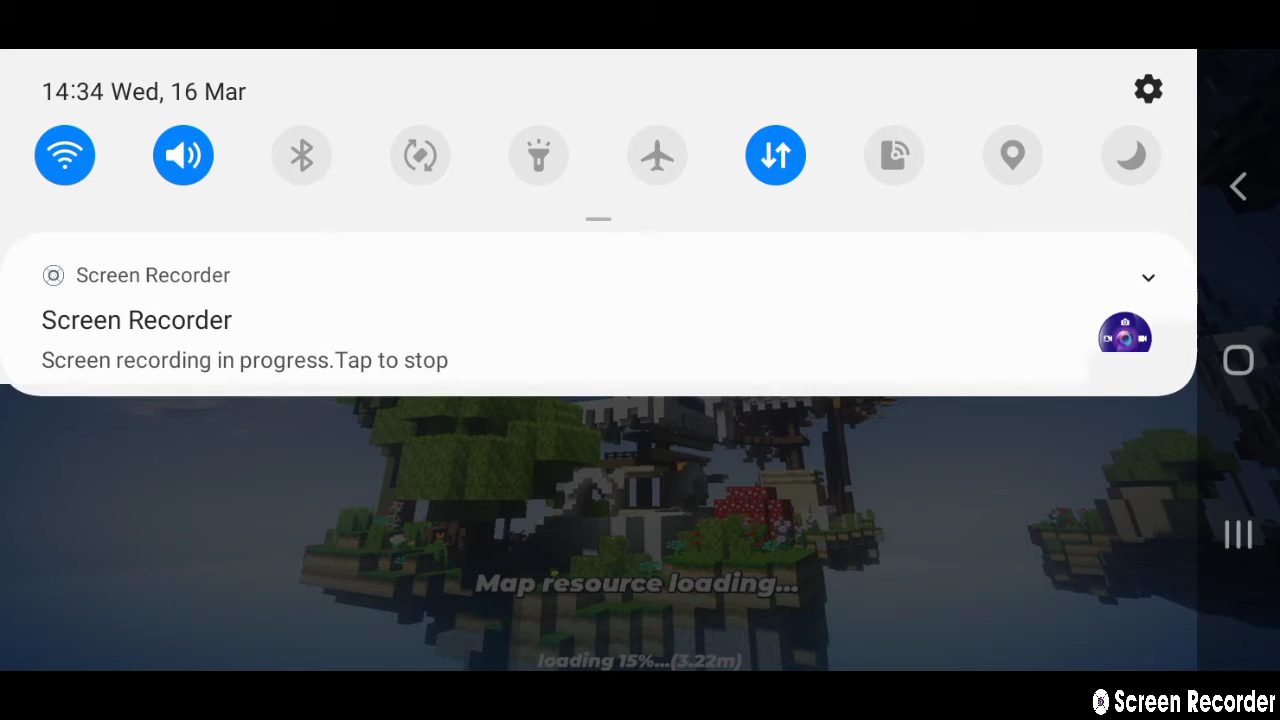 14:34 Wed, 16 Mar
Screen Recorder
Screen Recorder
Screen recording in progress.Tap to stop
Map resource loading...
loading 15%...(3.22m)
Screen Recorder